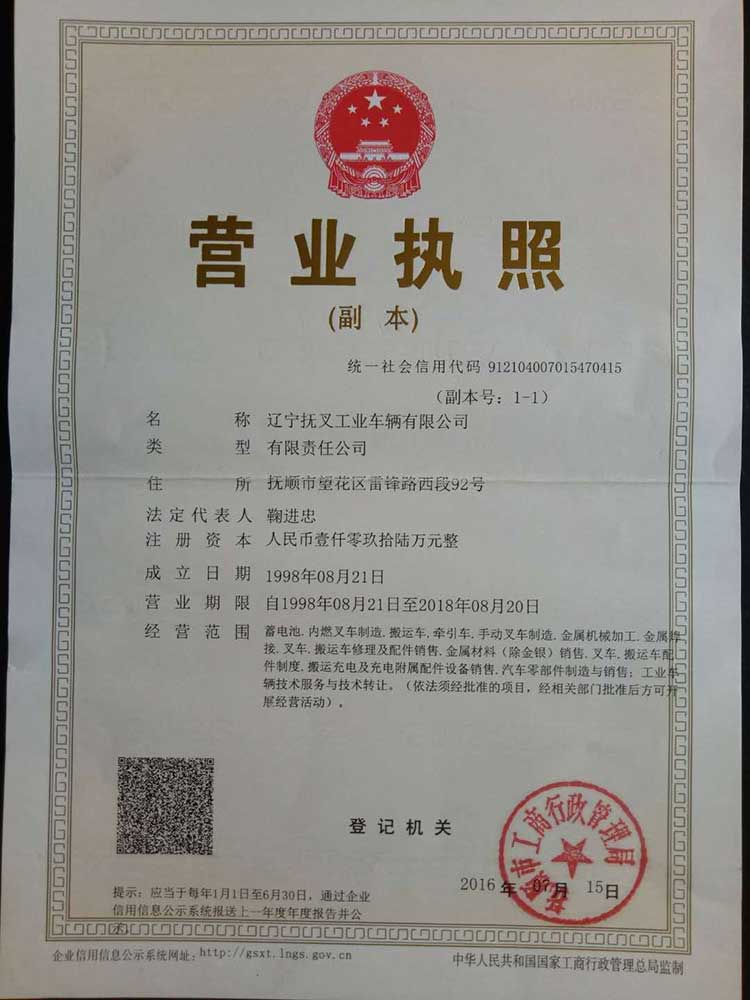 营业执照
(副 本)
统一社会信用代码 912104007015470415
（副本号：1-1）
名 称 辽宁抚叉工业车辆有限公司
类 型 有限责任公司
住 所 抚顺市望花区雷锋路西段92号
法定代表人 鞠进忠
注册资本 人民币壹仟零玖拾陆万元整
成立日期 1998年08月21日
营业期限 自1998年08月21日至2018年08月20日
经营范围 蓄电池.内燃叉车制造.搬运车.牵引车.手动叉车制造.金属机械加工.金属焊
接.叉车.搬运车修理及配件销售.金属材料（除金银）销售.叉车.搬运车配
件制度.搬运充电及充电附属配件设备销售.汽车零部件制造与销售；工业车
辆技术服务与技术转让。（依法须经批准的项目，经相关部门批准后方可开
展经营活动）。
登记机关
抚顺市工商行政管理局
2016 年 07月 15日
提示：应当于每年1月1日至6月30日，通过企业
信用信息公示系统报送上一年度年度报告并公
示。
企业信用信息公示系统网址：http://gsxt.lngs.gov.cn
中华人民共和国国家工商行政管理总局监制